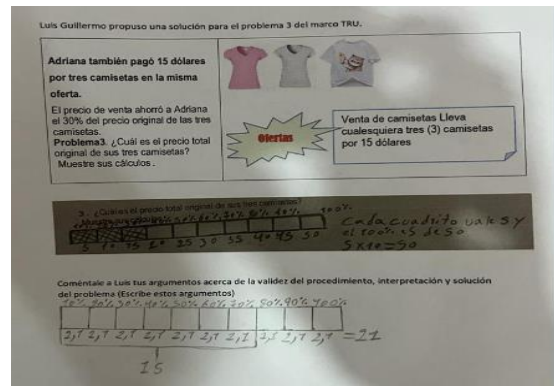 Luis Guillermo propuso una solución para el problema 3 del marco TRU.
Adriana también pagó 15 dólares
por tres camisetas en la misma
oferta.
El precio de venta ahorró a Adriana
el 30% del precio original de las tres
camisetas.
Problema3. ¿Cuál es el precio total
original de sus tres camisetas?
Muestre sus cálculos.
Ofertas
Venta de camisetas Lleva
cualesquiera tres (3) camisetas
por 15 dólares
3. ¿Cuál es el precio total original de sus tres camisetas?
50% 60% 70% 80% 90% 100%
5 10 15 20 25 30 35 40 45 50
Cada cuadrito vale 5 y
el 100% es de 50
5x10=50
Coméntale a Luis tus argumentos acerca de la validez del procedimiento, interpretación y solución
del problema (Escribe estos argumentos)
10% 20% 30% 40% 50% 60% 70% 80% 90% 100%
2,1 2,1 2,1 2,1 2,1 2,1 2,1 2,1 2,1 2,1 =21
15